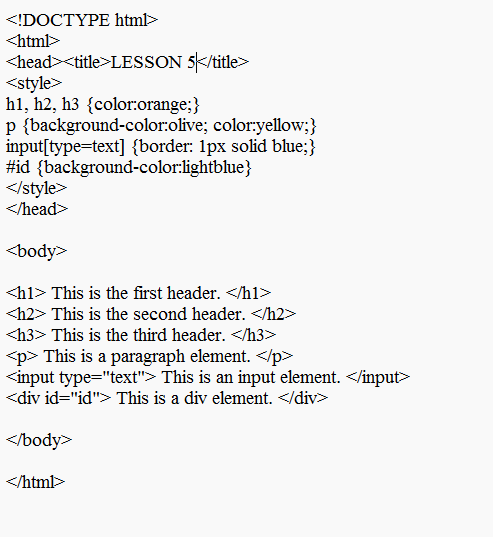 <!DOCTYPE html>
<html>
<head><title>LESSON 5</title>
<style>
h1, h2, h3 {color:orange;}
p {background-color:olive; color:yellow;}
input[type=text] {border: 1px solid blue;}
#id {background-color:lightblue}
</style>
</head>
<body>
<h1> This is the first header. </h1>
<h2> This is the second header. </h2>
<h3> This is the third header. </h3>
<p> This is a paragraph element. </p>
<input type="text"> This is an input element. </input>
<div id="id"> This is a div element. </div>
</body>
</html>